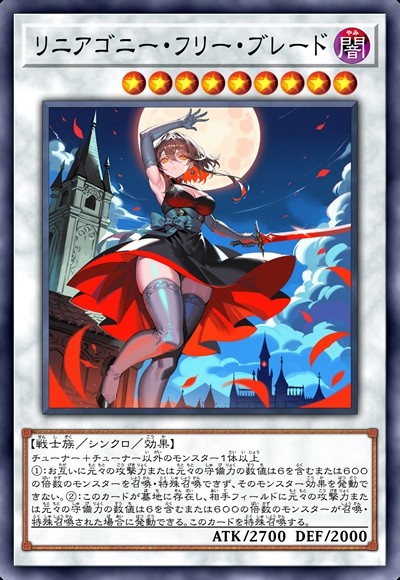 リニアゴニー・フリー・ブレード
闇
【戦士族／シンクロ／効果】
チューナー＋チューナー以外のモンスター1体以上
①：お互いに元々の攻撃力または元々の守備力の数値は6を含むまたは600
の倍数のモンスターを召喚・特殊召喚できず、そのモンスター効果を発動で
きない。②：このカードが墓地に存在し、相手フィールドに元々の攻撃力また
は元々の守備力の数値は6を含むまたは600の倍数のモンスターが召喚・
特殊召喚された場合に発動できる。このカードを特殊召喚する。
ATK/2700 DEF/2000